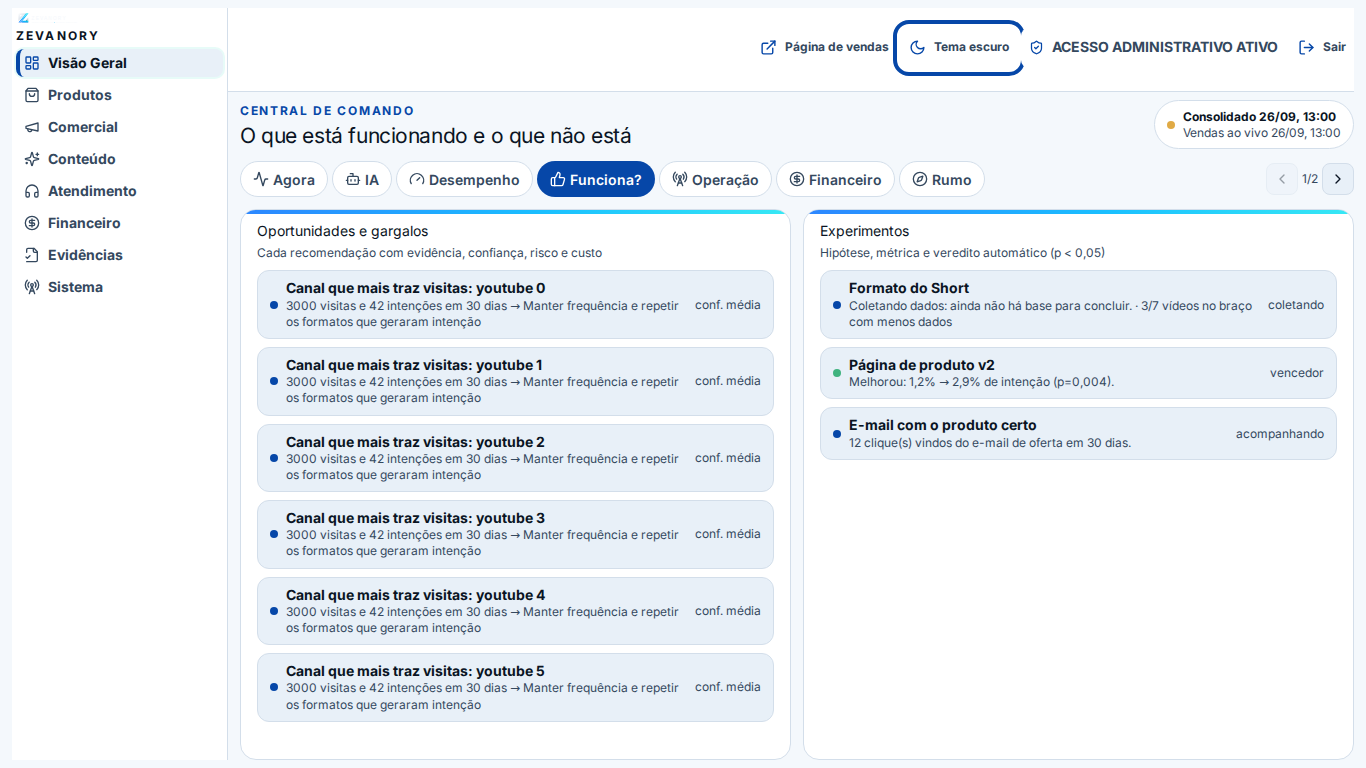 ZEVANORY
Visão Geral
Produtos
Comercial
Conteúdo
Atendimento
Financeiro
Evidências
Sistema
Página de vendas
Tema escuro
ACESSO ADMINISTRATIVO ATIVO
Sair
CENTRAL DE COMANDO
O que está funcionando e o que não está
Consolidado 26/09, 13:00
Vendas ao vivo 26/09, 13:00
Agora
IA
Desempenho
Funciona?
Operação
Financeiro
Rumo
1/2
Oportunidades e gargalos
Cada recomendação com evidência, confiança, risco e custo
Canal que mais traz visitas: youtube 0
3000 visitas e 42 intenções em 30 dias → Manter frequência e repetir
os formatos que geraram intenção
conf. média
Canal que mais traz visitas: youtube 1
3000 visitas e 42 intenções em 30 dias → Manter frequência e repetir
os formatos que geraram intenção
conf. média
Canal que mais traz visitas: youtube 2
3000 visitas e 42 intenções em 30 dias → Manter frequência e repetir
os formatos que geraram intenção
conf. média
Canal que mais traz visitas: youtube 3
3000 visitas e 42 intenções em 30 dias → Manter frequência e repetir
os formatos que geraram intenção
conf. média
Canal que mais traz visitas: youtube 4
3000 visitas e 42 intenções em 30 dias → Manter frequência e repetir
os formatos que geraram intenção
conf. média
Canal que mais traz visitas: youtube 5
3000 visitas e 42 intenções em 30 dias → Manter frequência e repetir
os formatos que geraram intenção
conf. média
Experimentos
Hipótese, métrica e veredito automático (p < 0,05)
Formato do Short
Coletando dados: ainda não há base para concluir. · 3/7 vídeos no braço
com menos dados
coletando
Página de produto v2
Melhorou: 1,2% → 2,9% de intenção (p=0,004).
vencedor
E-mail com o produto certo
12 clique(s) vindos do e-mail de oferta em 30 dias.
acompanhando